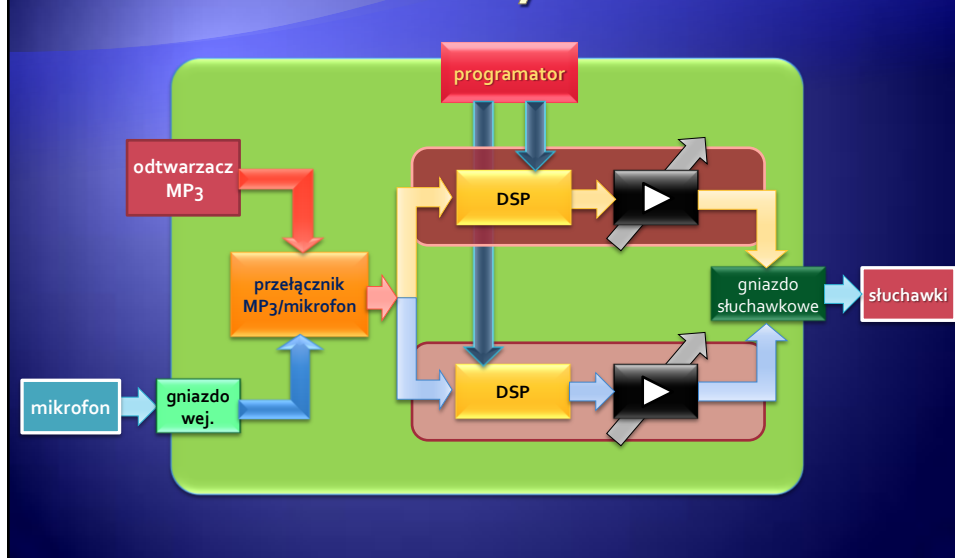 programator
odtwarzacz
MP3
DSP
przełącznik
MP3/mikrofon
gniazdo
słuchawkowe
słuchawki
mikrofon
gniazdo
wej.
DSP